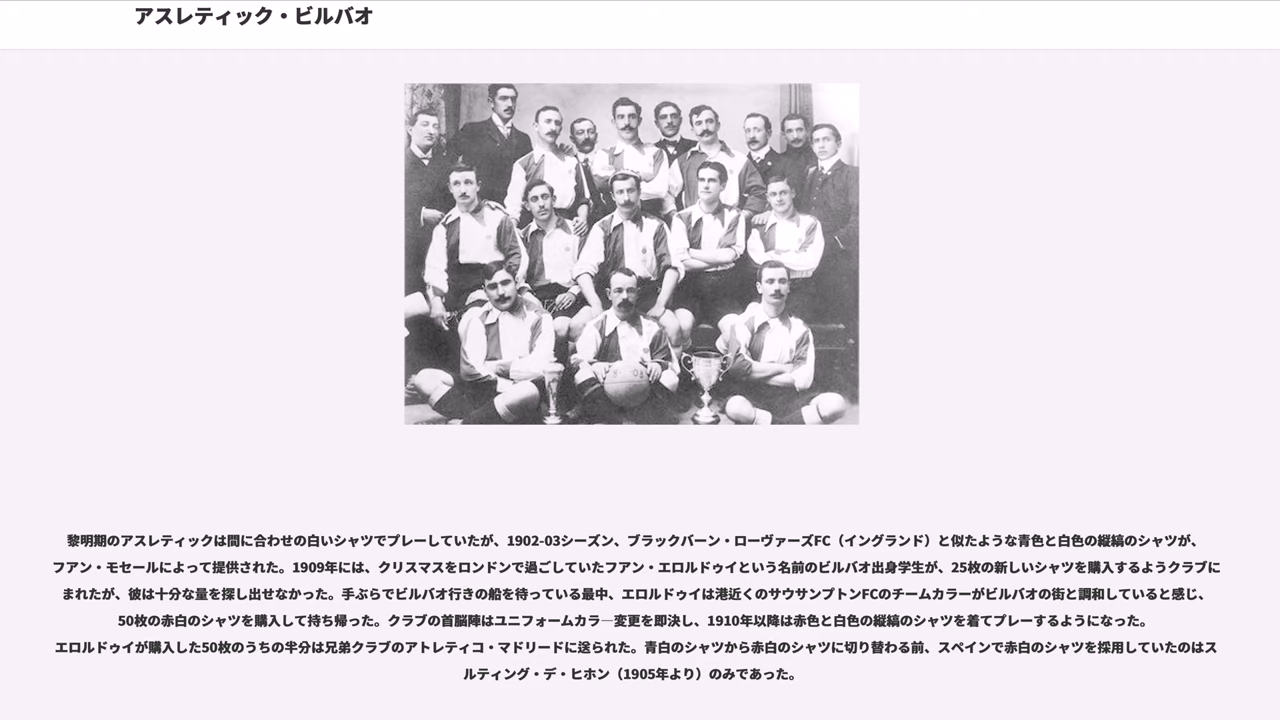 アスレティック・ビルバオ
黎明期のアスレティックは間に合わせの白いシャツでプレーしていたが、1902-03シーズン、ブラックバーン・ローヴァーズFC（イングランド）と似たような青色と白色の縦縞のシャツが、
フアン・モセールによって提供された。1909年には、クリスマスをロンドンで過ごしていたフアン・エロルドゥイという名前のビルバオ出身学生が、25枚の新しいシャツを購入するようクラブに
まれたが、彼は十分な量を探し出せなかった。手ぶらでビルバオ行きの船を待っている最中、エロルドゥイは港近くのサウサンプトンFCのチームカラーがビルバオの街と調和していると感じ、
50枚の赤白のシャツを購入して持ち帰った。クラブの首脳陣はユニフォームカラ―変更を即決し、1910年以降は赤色と白色の縦縞のシャツを着てプレーするようになった。
エロルドゥイが購入した50枚のうちの半分は兄弟クラブのアトレティコ・マドリードに送られた。青白のシャツから赤白のシャツに切り替わる前、スペインで赤白のシャツを採用していたのはス
ルティング・デ・ヒホン（1905年より）のみであった。